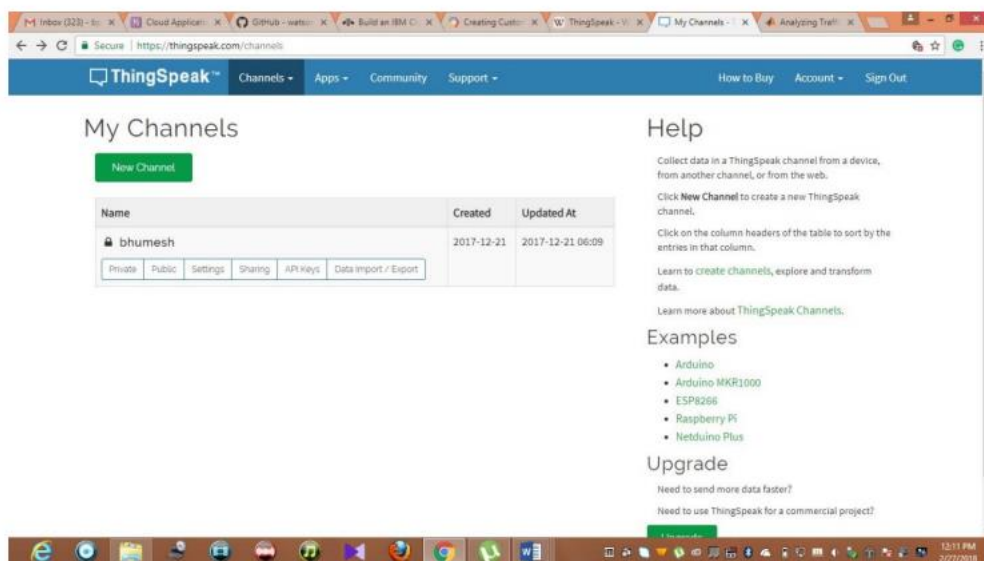 Inbox (323) -
Cloud Applicati
GitHub - watso
Build an IBM Cl
Creating Custo
ThingSpeak - W
My Channels -
Analyzing Traff
Secure | https://thingspeak.com/channels
ThingSpeak™
Channels
Apps
Community
Support
How to Buy
Account
Sign Out
My Channels
New Channel
Name Created Updated At
bhumesh 2017-12-21 2017-12-21 06:09
Private Public Settings Sharing API Keys Data Import / Export
Help
Collect data in a ThingSpeak channel from a device,
from another channel, or from the web.
Click New Channel to create a new ThingSpeak
channel.
Click on the column headers of the table to sort by the
entries in that column.
Learn to create channels, explore and transform
data.
Learn more about ThingSpeak Channels.
Examples
• Arduino
• Arduino MKR1000
• ESP8266
• Raspberry Pi
• Netduino Plus
Upgrade
Need to send more data faster?
Need to use ThingSpeak for a commercial project?
Upgrade
12:11 PM
2/27/2018